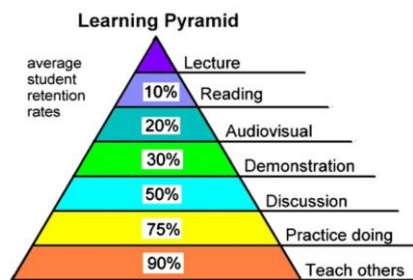 Learning Pyramid
average
student
retention
rates
Lecture
10% Reading
20% Audiovisual
30% Demonstration
50% Discussion
75% Practice doing
90% Teach others